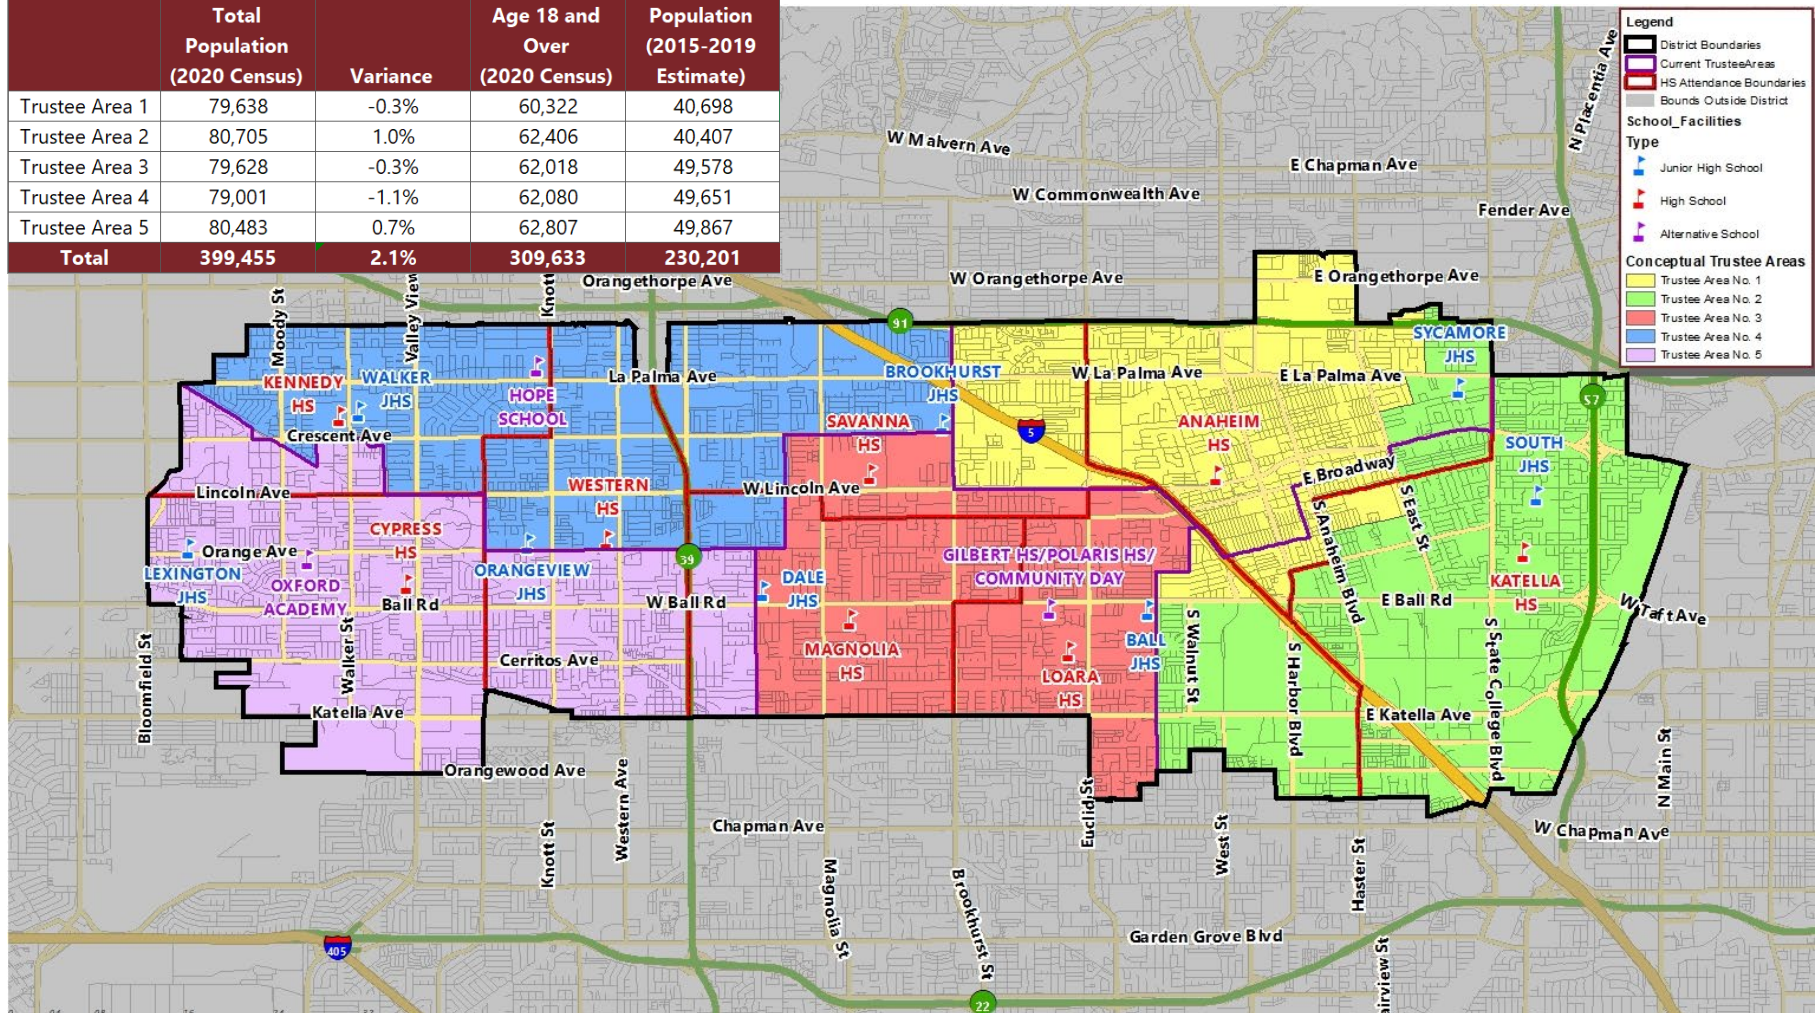 Total Population (2020 Census)
Variance
Age 18 and Over (2020 Census)
Population (2015-2019 Estimate)
Trustee Area 1 79,638 -0.3% 60,322 40,698
Trustee Area 2 80,705 1.0% 62,406 40,407
Trustee Area 3 79,628 -0.3% 62,018 49,578
Trustee Area 4 79,001 -1.1% 62,080 49,651
Trustee Area 5 80,483 0.7% 62,807 49,867
Total 399,455 2.1% 309,633 230,201
Legend
District Boundaries
Current TrusteeAreas
HS Attendance Boundaries
Bounds Outside District
School_Facilities
Type
Junior High School
High School
Alternative School
Conceptual Trustee Areas
Trustee Area No. 1
Trustee Area No. 2
Trustee Area No. 3
Trustee Area No. 4
Trustee Area No. 5
N Placentia Ave
W Malvern Ave
E Chapman Ave
W Commonwealth Ave
Fender Ave
Orangethorpe Ave
W Orangethorpe Ave
E Orangethorpe Ave
Moody St
Valley View
Knott
91
SYCAMORE
JHS
KENNEDY
HS
WALKER
JHS
HOPE
SCHOOL
La Palma Ave
BROOKHURST
JHS
W La Palma Ave
E La Palma Ave
57
Crescent Ave
SAVANNA
HS
5
ANAHEIM
HS
SOUTH
JHS
E Broadway
Lincoln Ave
WESTERN
HS
W Lincoln Ave
S East St
S Anaheim Blvd
CYPRESS
HS
Orange Ave
LEXINGTON
JHS
OXFORD
ACADEMY
ORANGEVIEW
JHS
39
DALE
JHS
GILBERT HS/POLARIS HS/
COMMUNITY DAY
KATELLA
HS
Ball Rd
W Ball Rd
E Ball Rd
W Taft Ave
Bloomfield St
Walker St
Cerritos Ave
MAGNOLIA
HS
BALL
JHS
LOARA
HS
S Walnut St
S Harbor Blvd
S State College Blvd
Katella Ave
E Katella Ave
Orangewood Ave
Western Ave
Knott St
Chapman Ave
Euclid St
West St
Haster St
N Main St
W Chapman Ave
Magnolia St
Brookhurst St
Garden Grove Blvd
405
22
airview St